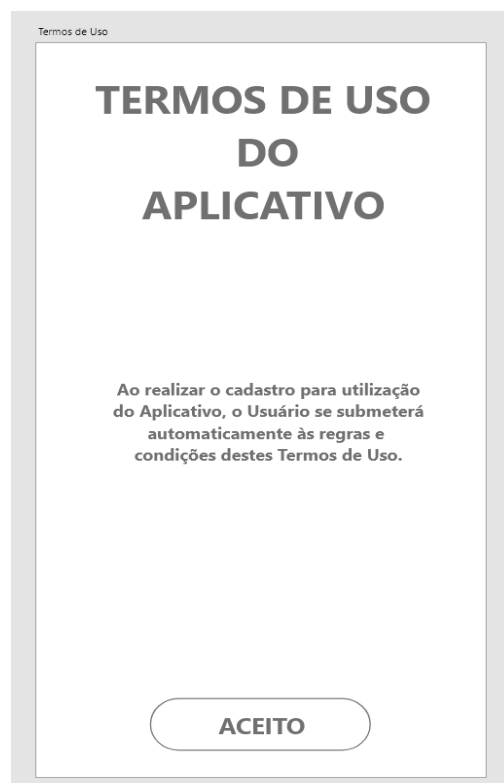 Termos de Uso
TERMOS DE USO
DO
APLICATIVO
Ao realizar o cadastro para utilização
do Aplicativo, o Usuário se submeterá
automaticamente às regras e
condições destes Termos de Uso.
ACEITO